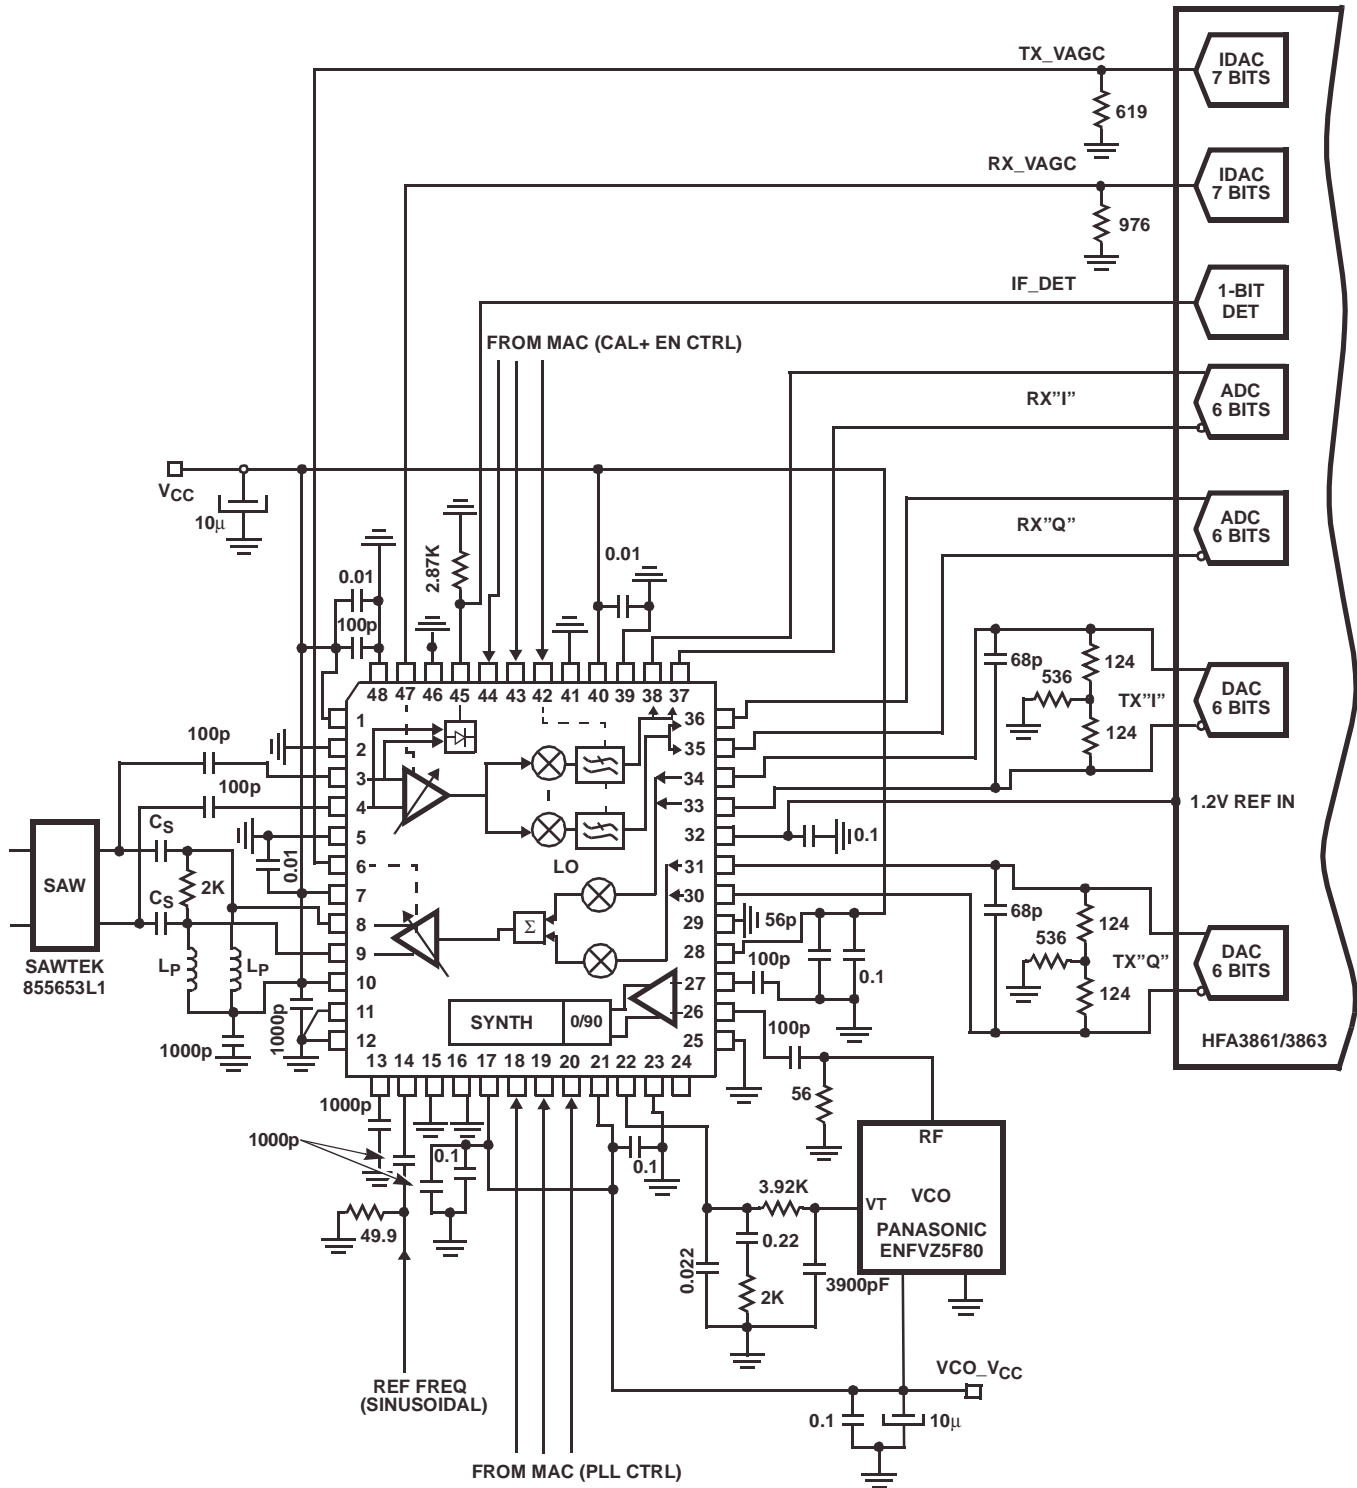 TX_VAGC
IDAC
7 BITS
619
RX_VAGC
IDAC
7 BITS
976
IF_DET
1-BIT
DET
FROM MAC (CAL+ EN CTRL)
RX"I"
ADC
6 BITS
VCC
10μ
RX"Q"
ADC
6 BITS
0.01
100p
2.87K
0.01
68p
124
536
124
TX"I"
DAC
6 BITS
48 47 46 45 44 43 42 41 40 39 38 37
1
2
3
4
5
6
7
8
9
10
11
12
36
35
34
33
32
31
30
29
28
27
26
25
100p
100p
1.2V REF IN
0.1
CS
2K
CS
0.01
SAW
SAWTEK
855653L1
LP
LP
1000p
1000p
LO
Σ
SYNTH
0/90
56p
100p
0.1
68p
124
536
124
TX"Q"
DAC
6 BITS
HFA3861/3863
13 14 15 16 17 18 19 20 21 22 23 24
1000p
1000p
0.1
0.1
49.9
100p
56
RF
VT
VCO
PANASONIC
ENFVZ5F80
3.92K
0.22
0.022
2K
3900pF
REF FREQ
(SINUSOIDAL)
VCO_VCC
0.1
10μ
FROM MAC (PLL CTRL)